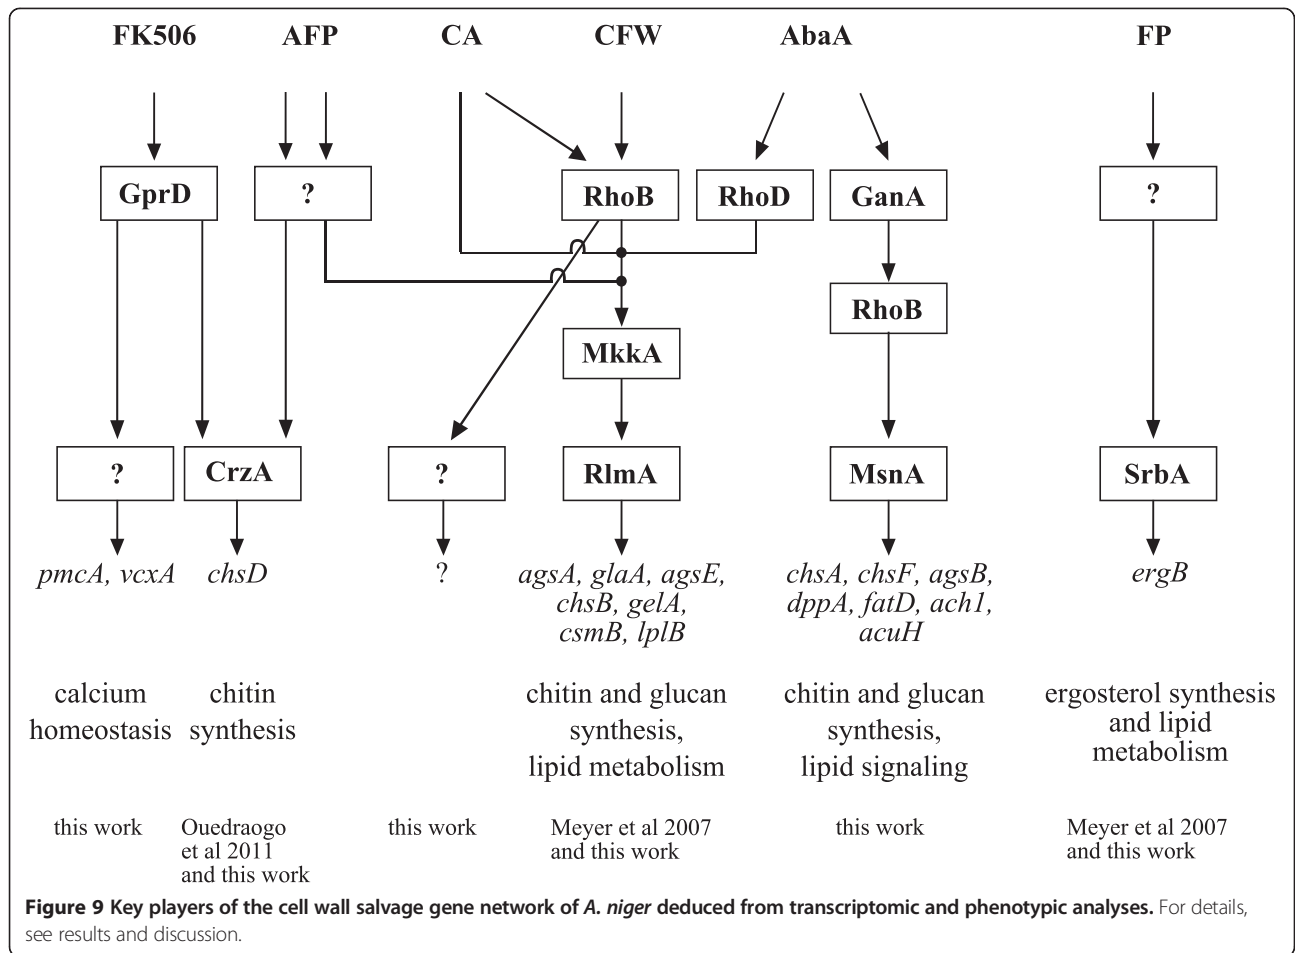 FK506 AFP CA CFW AbaA FP
GprD ? RhoB RhoD GanA ?
RhoB
MkkA
? CrzA ? RlmA MsnA SrbA
pmcA, vcxA chsD ? agsA, glaA, agsE, chsA, chsF, agsB, ergB
chsB, gelA, dppA, fatD, ach1,
csmB, lplB acuH
calcium chitin chitin and glucan chitin and glucan ergosterol synthesis
homeostasis synthesis synthesis, synthesis, and lipid
lipid metabolism lipid signaling metabolism
this work Ouedraogo this work Meyer et al 2007 this work Meyer et al 2007
et al 2011 and this work and this work
and this work
Figure 9 Key players of the cell wall salvage gene network of A. niger deduced from transcriptomic and phenotypic analyses. For details,
see results and discussion.